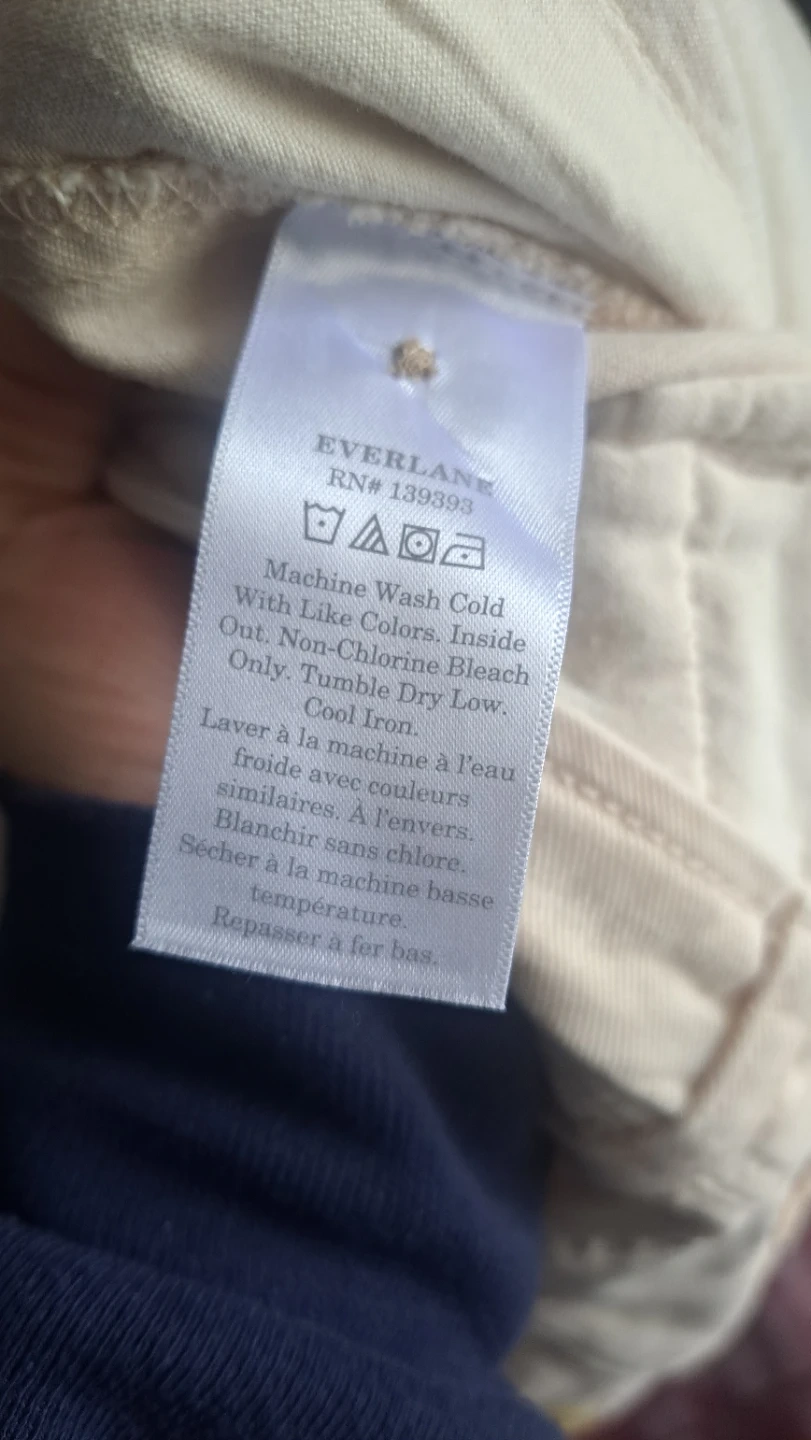 EVERLANE
RN# 139393
Machine Wash Cold
With Like Colors. Inside
Out. Non-Chlorine Bleach
Only. Tumble Dry Low.
Cool Iron.
Laver à la machine à l'eau
froide avec couleurs
similaires. À l'envers.
Blanchir sans chlore.
Sécher à la machine basse
température.
Repasser à fer bas.